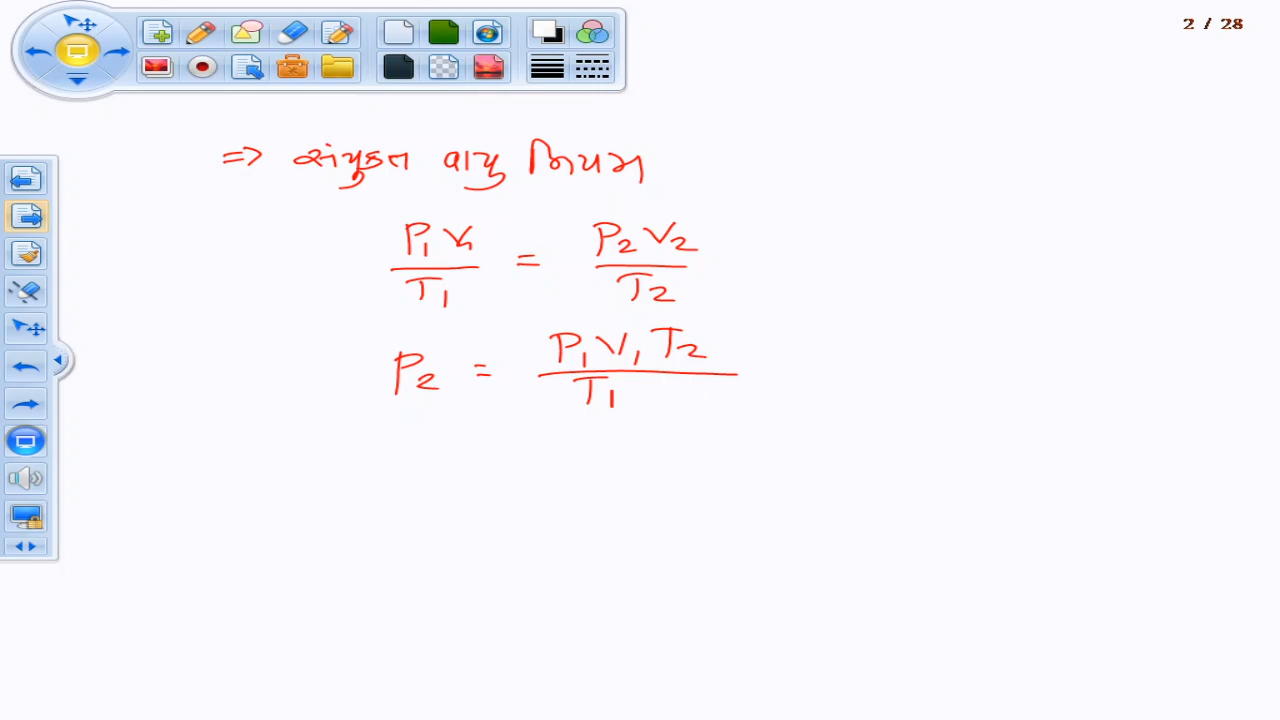 2 / 28
=> સંયુક્ત વાયુ નિયમ
P₁V₁/T₁ = P₂V₂/T₂
P₂ = P₁V₁T₂/T₁